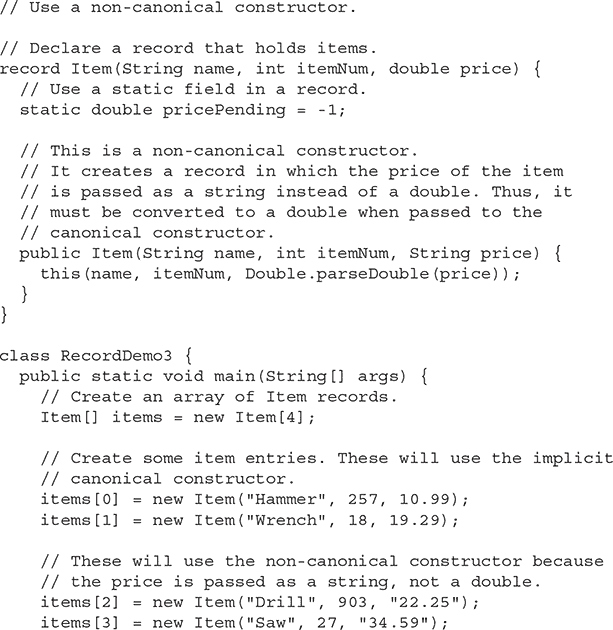 // Use a non-canonical constructor.

// Declare a record that holds items.
record Item(String name, int itemNum, double price) {
  // Use a static field in a record.
  static double pricePending = -1;

  // This is a non-canonical constructor.
  // It creates a record in which the price of the item
  // is passed as a string instead of a double. Thus, it
  // must be converted to a double when passed to the
  // canonical constructor.
  public Item(String name, int itemNum, String price) {
    this(name, itemNum, Double.parseDouble(price));
  }
}

class RecordDemo3 {
  public static void main(String[] args) {
    // Create an array of Item records.
    Item[] items = new Item[4];

    // Create some item entries. These will use the implicit
    // canonical constructor.
    items[0] = new Item("Hammer", 257, 10.99);
    items[1] = new Item("Wrench", 18, 19.29);

    // These will use the non-canonical constructor because
    // the price is passed as a string, not a double.
    items[2] = new Item("Drill", 903, "22.25");
    items[3] = new Item("Saw", 27, "34.59");